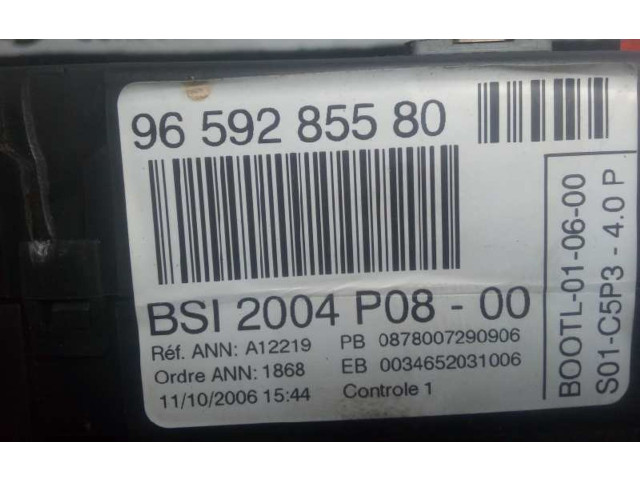 96 592 855 80
BSI 2004 P08 - 00
Réf. ANN: A12219 PB 0878007290906
Ordre ANN: 1868 EB 0034652031006
11/10/2006 15:44 Controle 1
BOOTL-01-06-00
S01-C5P3 - 4.0 P